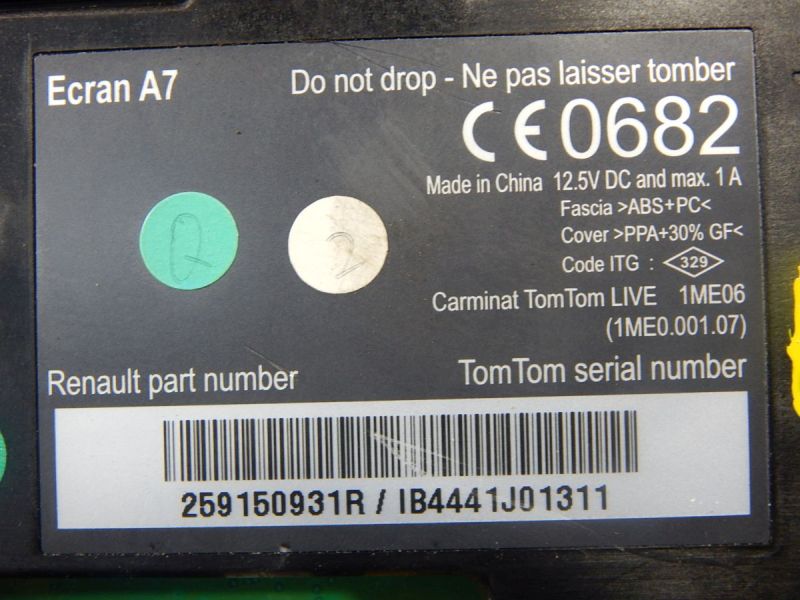 Ecran A7
Do not drop - Ne pas laisser tomber
CE0682
Made in China 12.5V DC and max. 1 A
Fascia >ABS+PC<
Cover >PPA+30% GF<
Code ITG : 329
Carminat TomTom LIVE 1ME06
(1ME0.001.07)
2
Renault part number
TomTom serial number
259150931R / IB4441J01311